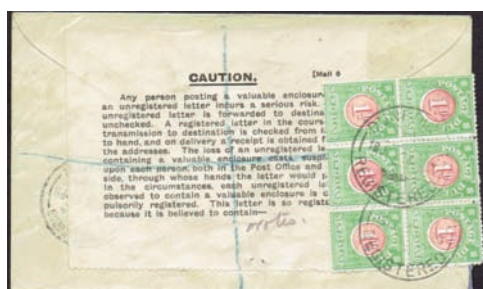 CAUTION. [Mail 6
Any person posting a valuable enclosure
an unregistered letter incurs a serious risk.
unregistered letter is forwarded to destina
unchecked. A registered letter in the cours
transmission to destination is checked from
to hand, and on delivery a receipt is obtained f
the addressee. The loss of an unregistered le
containing a valuable enclosure casts suspi
upon each person, both in the Post Office and
side, through whose hands the letter would p
In the circumstances, each unregistered le
observed to contain a valuable enclosure is c
pulsorily registered. This letter is so registe
because it is believed to contain—
notes.
POSTAGE
REGISTERED